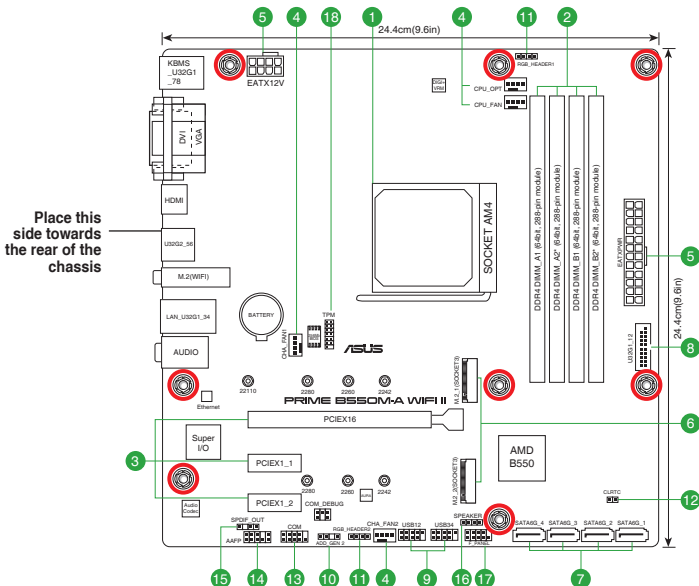 5
4
18
1
4
11
2
24.4cm(9.6in)
KBMS
_U32G1
_78
EATX12V
DIGI+
VRM
CPU_OPT
CPU_FAN
RGB_HEADER1
DVI
VGA
HDMI
U32G2_56
M.2(WIFI)
LAN_U32G1_34
AUDIO
Place this
side towards
the rear of the
chassis
SOCKET AM4
DDR4 DIMM_A1 (64bit, 288-pin module)
DDR4 DIMM_A2* (64bit, 288-pin module)
DDR4 DIMM_B1 (64bit, 288-pin module)
DDR4 DIMM_B2* (64bit, 288-pin module)
EATXPWR
5
24.4cm(9.6in)
U32G1_12
8
BATTERY
CHA_FAN1
TPM
ASUS
M.2_1(SOCKET3)
22110
2280
2260
2242
Ethernet
PRIME B550M-A WIFI II
PCIEX16
6
Super
I/O
AMD
B550
3
PCIEX1_1
M.2_2(SOCKET3)
2280
2260
2242
AURA
PCIEX1_2
Audio
Codec
COM_DEBUG
CLRTC
12
SPDIF_OUT
AAFP
COM
ADD_GEN 2
RGB_HEADER2
CHA_FAN2
USB12
USB34
SPEAKER
F_PANEL
SATA6G_4
SATA6G_3
SATA6G_2
SATA6G_1
15
14
13
10
11
4
9
16
17
7